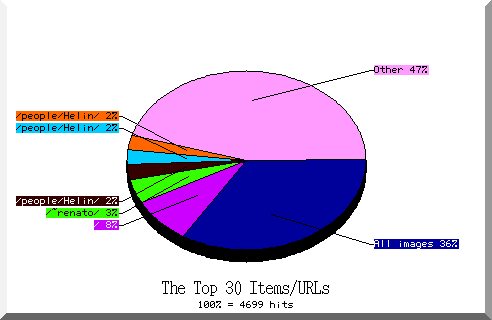 Other 47%
/people/Helin/ 2%
/people/Helin/ 2%
/people/Helin/ 2%
/~renato/ 3%
/ 8%
All images 36%
The Top 30 Items/URLs
100% = 4699 hits